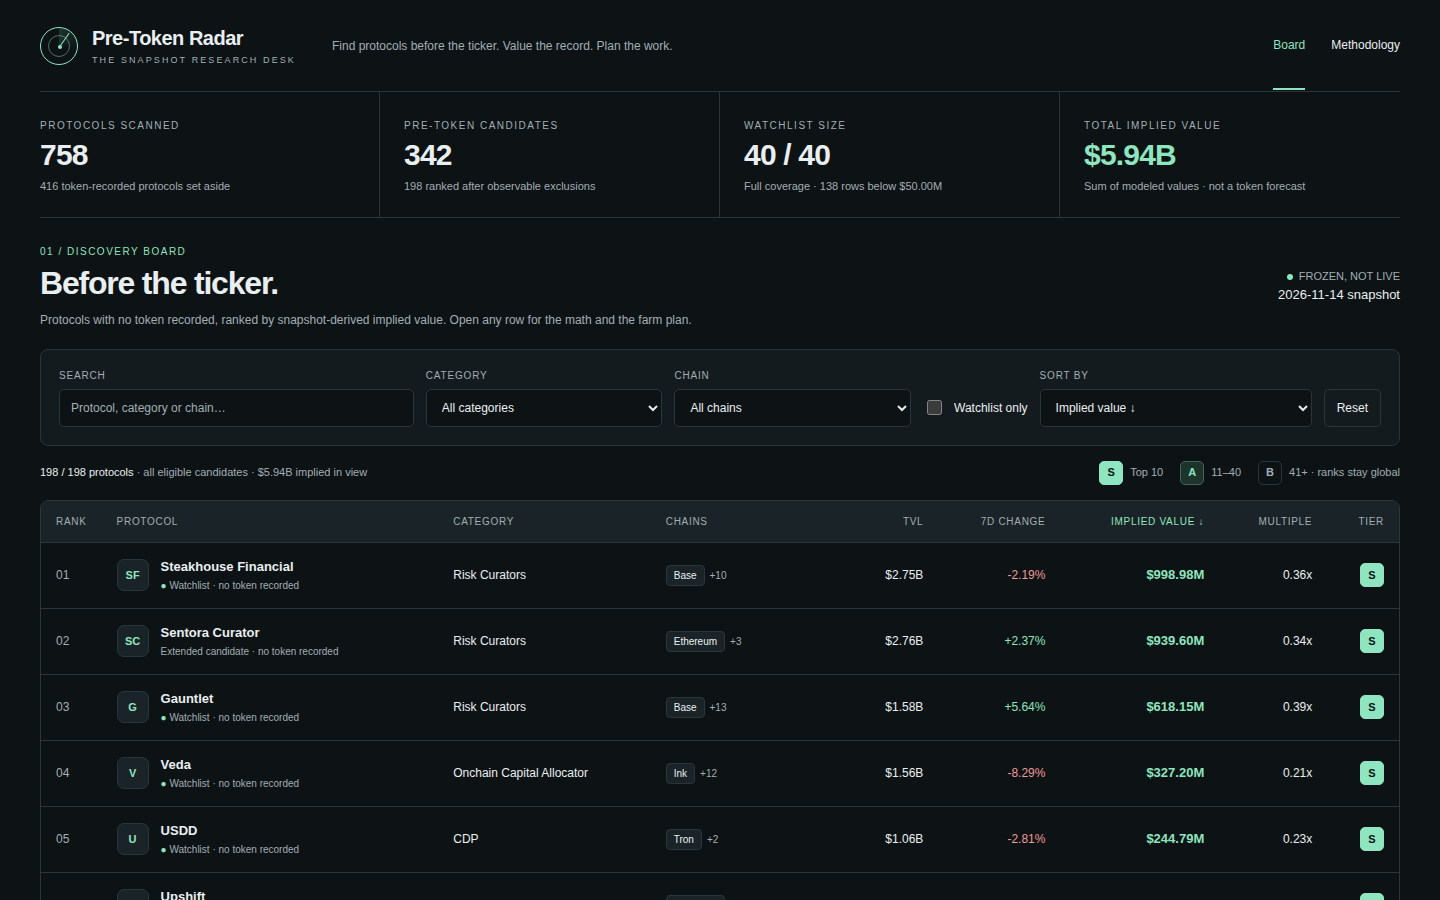 Pre-Token Radar
THE SNAPSHOT RESEARCH DESK
Find protocols before the ticker. Value the record. Plan the work.
Board
Methodology
PROTOCOLS SCANNED
758
416 token-recorded protocols set aside
PRE-TOKEN CANDIDATES
342
198 ranked after observable exclusions
WATCHLIST SIZE
40 / 40
Full coverage · 138 rows below $50.00M
TOTAL IMPLIED VALUE
$5.94B
Sum of modeled values · not a token forecast
01 / DISCOVERY BOARD
Before the ticker.
Protocols with no token recorded, ranked by snapshot-derived implied value. Open any row for the math and the farm plan.
FROZEN, NOT LIVE
2026-11-14 snapshot
SEARCH
Protocol, category or chain…
CATEGORY
All categories
CHAIN
All chains
Watchlist only
SORT BY
Implied value ↓
Reset
198 / 198 protocols · all eligible candidates · $5.94B implied in view
S Top 10
A 11–40
B 41+ · ranks stay global
RANK PROTOCOL CATEGORY CHAINS TVL 7D CHANGE IMPLIED VALUE ↓ MULTIPLE TIER
01 SF Steakhouse Financial Risk Curators Base +10 $2.75B -2.19% $998.98M 0.36x S
Watchlist · no token recorded
02 SC Sentora Curator Risk Curators Ethereum +3 $2.76B +2.37% $939.60M 0.34x S
Extended candidate · no token recorded
03 G Gauntlet Risk Curators Base +13 $1.58B +5.64% $618.15M 0.39x S
Watchlist · no token recorded
04 V Veda Onchain Capital Allocator Ink +12 $1.56B -8.29% $327.20M 0.21x S
Watchlist · no token recorded
05 U USDD CDP Tron +2 $1.06B -2.81% $244.79M 0.23x S
Watchlist · no token recorded
Upshift